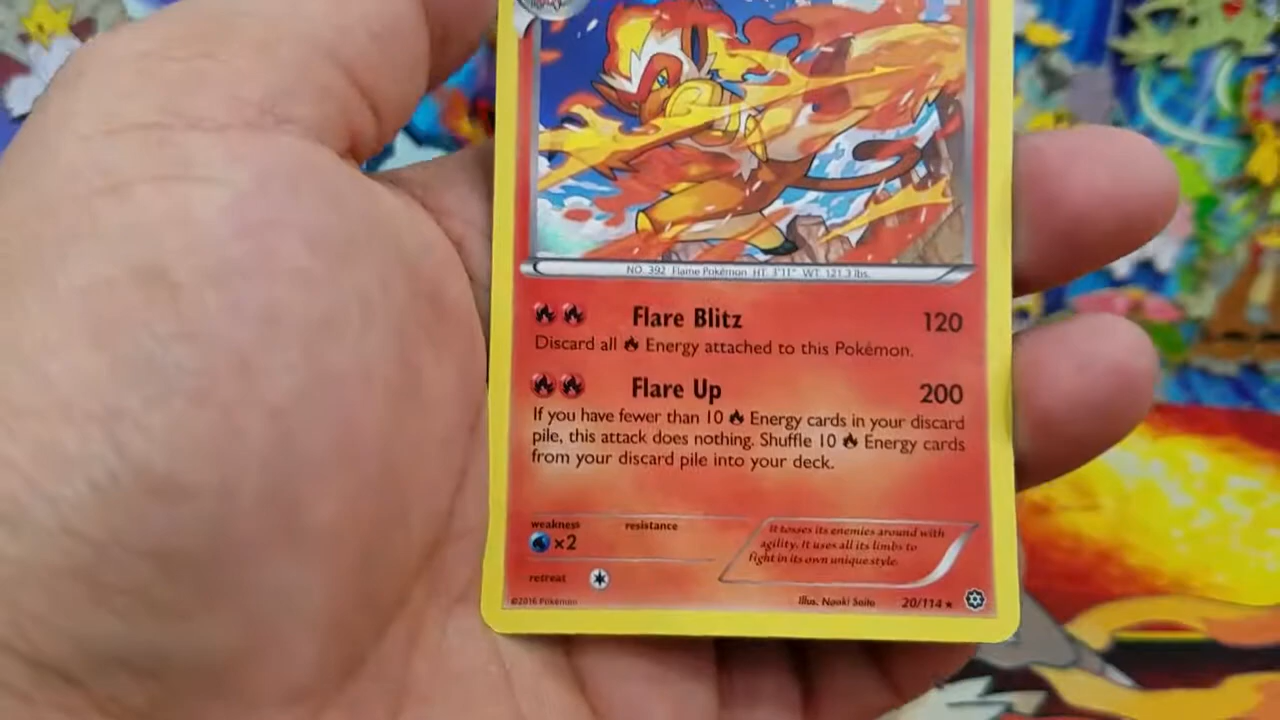 NO. 392 Flame Pokémon HT. 3'11" WT. 121.3 lbs.
Flare Blitz 120
Discard all Energy attached to this Pokémon.
Flare Up 200
If you have fewer than 10 Energy cards in your discard
pile, this attack does nothing. Shuffle 10 Energy cards
from your discard pile into your deck.
weakness resistance
×2
It tosses its enemies around with
agility. It uses all its limbs to
fight in its own unique style.
retreat
©2016 Pokémon Illus. Naoki Saito 20/114 ★